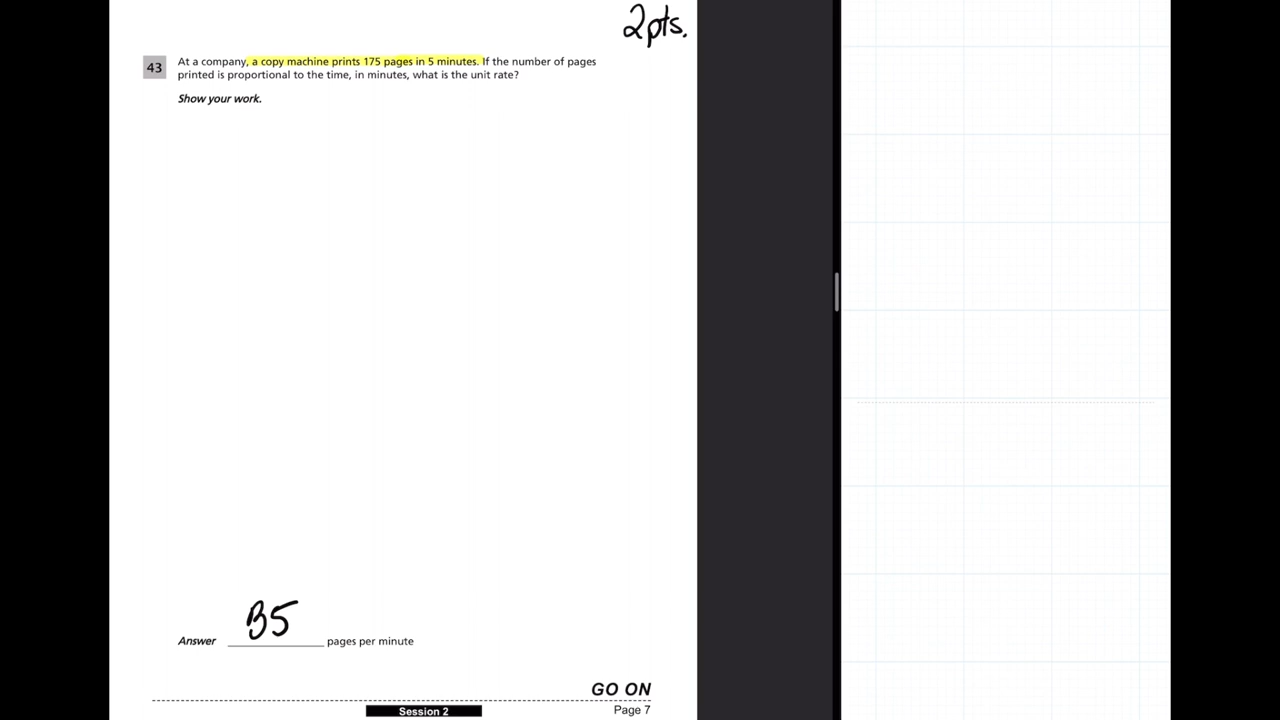 2pts.
43 At a company, a copy machine prints 175 pages in 5 minutes. If the number of pages
printed is proportional to the time, in minutes, what is the unit rate?
Show your work.
35
Answer pages per minute
GO ON
Session 2
Page 7